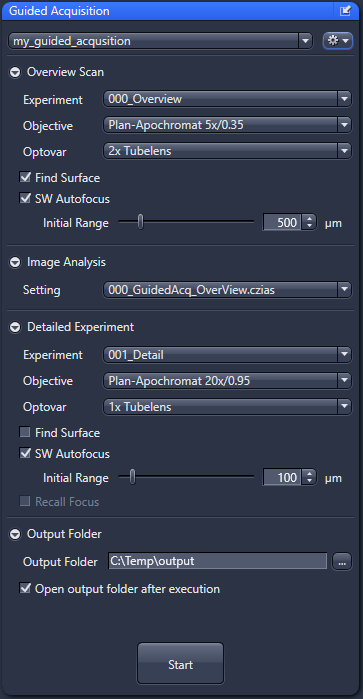 Guided Acquisition
my_guided_acqusition
Overview Scan
Experiment 000_Overview
Objective Plan-Apochromat 5x/0.35
Optovar 2x Tubelens
Find Surface
SW Autofocus
Initial Range 500 µm
Image Analysis
Setting 000_GuidedAcq_OverView.czias
Detailed Experiment
Experiment 001_Detail
Objective Plan-Apochromat 20x/0.95
Optovar 1x Tubelens
Find Surface
SW Autofocus
Initial Range 100 µm
Recall Focus
Output Folder
Output Folder C:\Temp\output ...
Open output folder after execution
Start